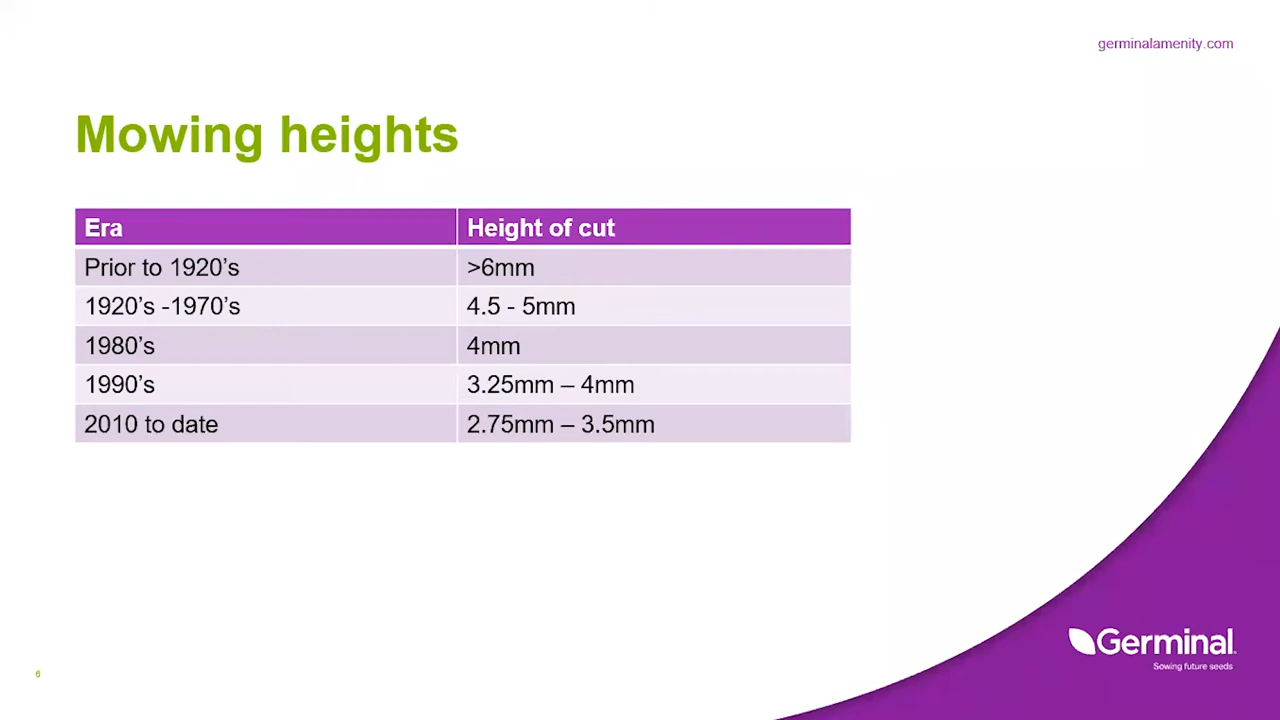 germinalamenity.com
Mowing heights
Era Height of cut
Prior to 1920’s >6mm
1920’s -1970’s 4.5 - 5mm
1980’s 4mm
1990’s 3.25mm – 4mm
2010 to date 2.75mm – 3.5mm
Germinal
Sowing future seeds
6